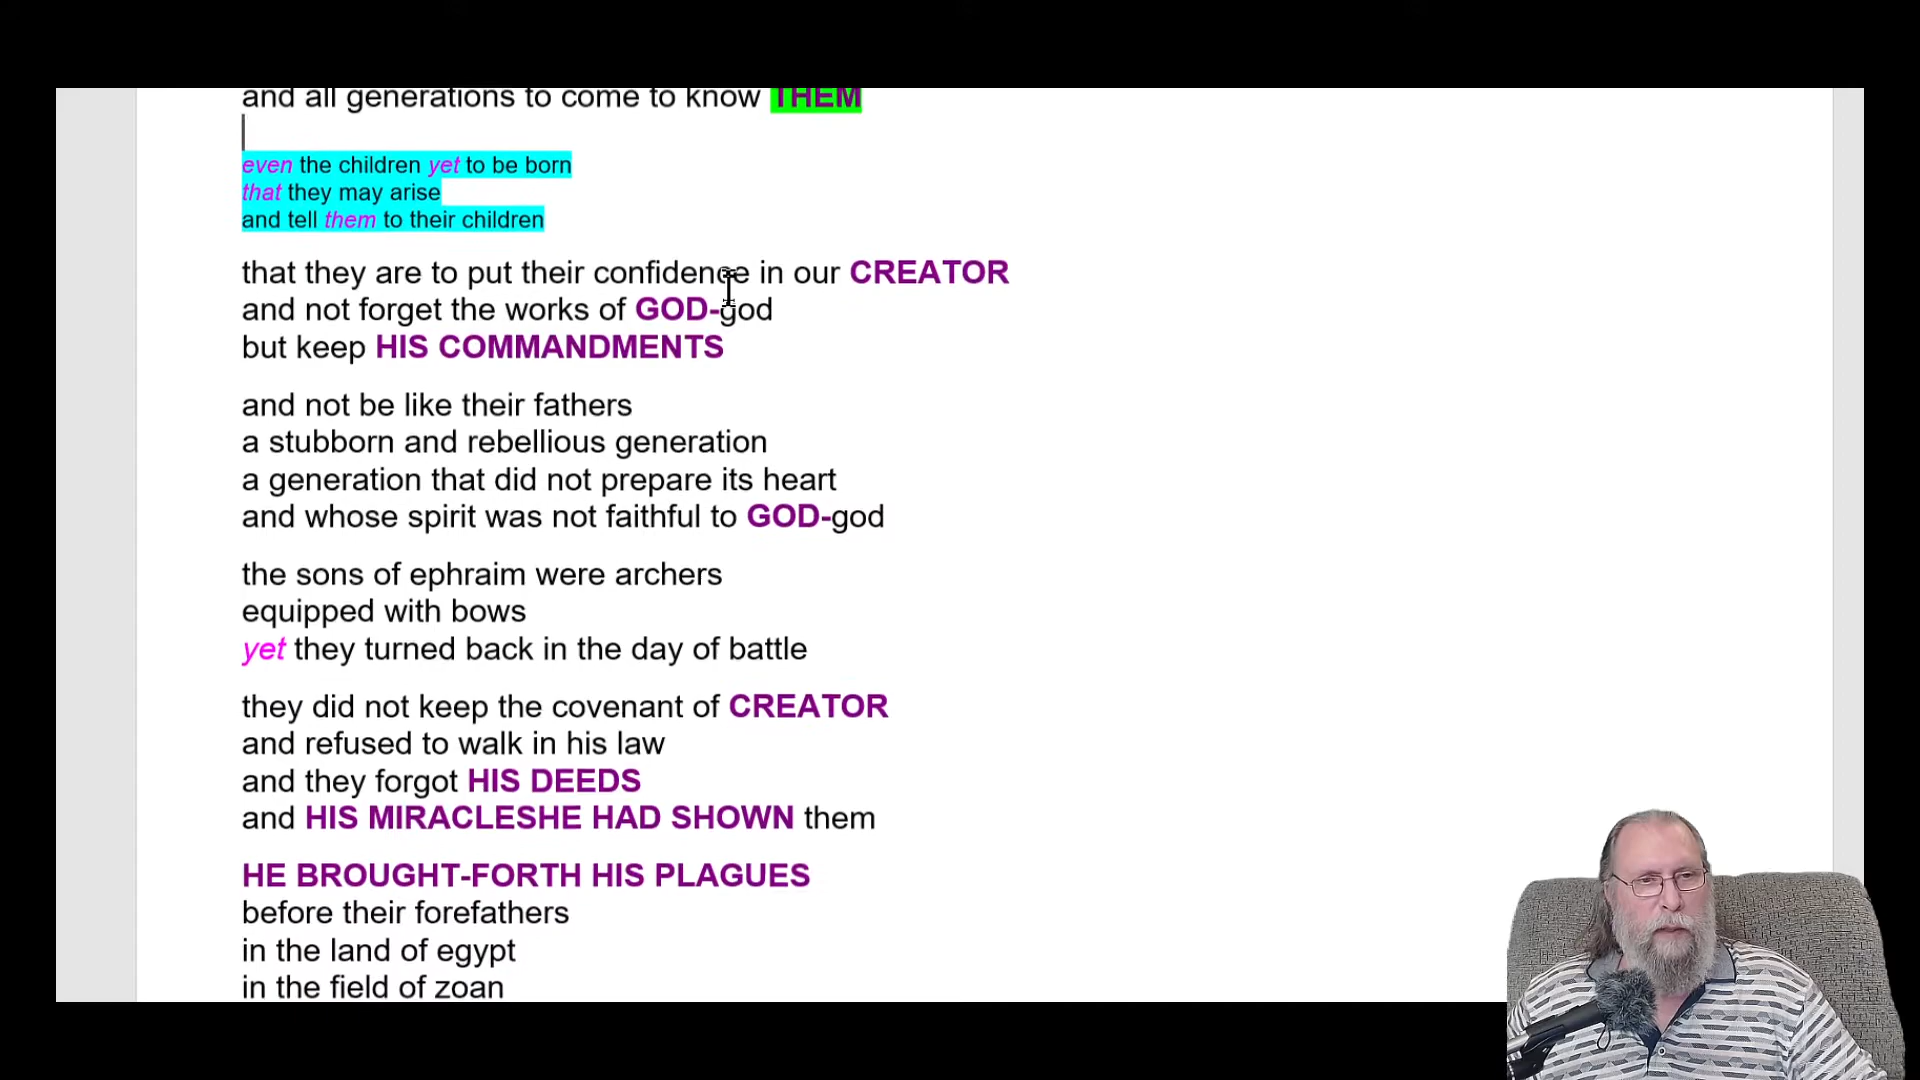 and all generations to come to know THEM
even the children yet to be born
that they may arise
and tell them to their children
that they are to put their confidence in our CREATOR
and not forget the works of GOD-god
but keep HIS COMMANDMENTS
and not be like their fathers
a stubborn and rebellious generation
a generation that did not prepare its heart
and whose spirit was not faithful to GOD-god
the sons of ephraim were archers
equipped with bows
yet they turned back in the day of battle
they did not keep the covenant of CREATOR
and refused to walk in his law
and they forgot HIS DEEDS
and HIS MIRACLESHE HAD SHOWN them
HE BROUGHT-FORTH HIS PLAGUES
before their forefathers
in the land of egypt
in the field of zoan